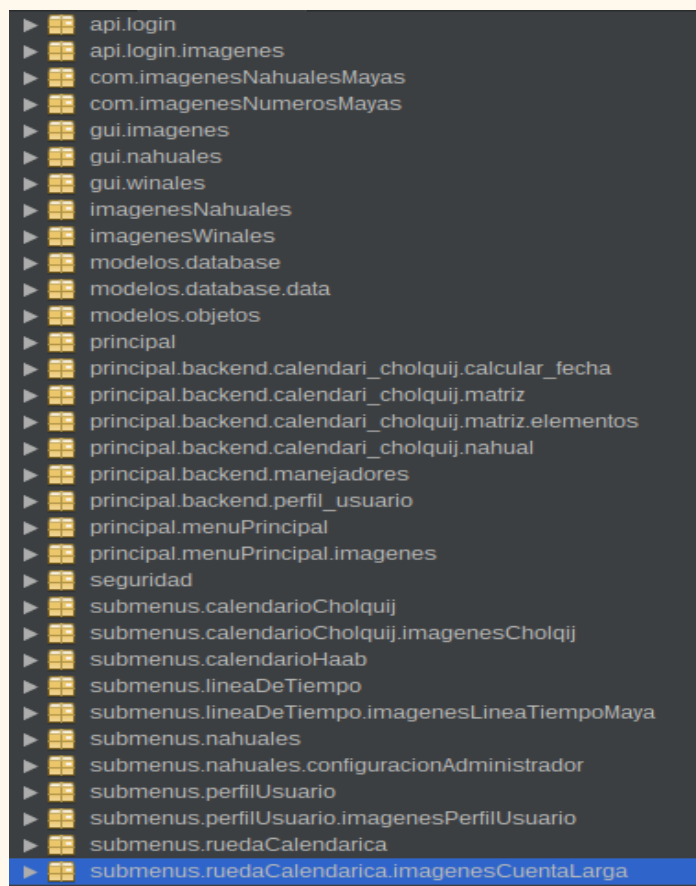 api.login
api.login.imagenes
com.imagenesNahualesMayas
com.imagenesNumerosMayas
gui.imagenes
gui.nahuales
gui.winales
imagenesNahuales
imagenesWinales
modelos.database
modelos.database.data
modelos.objetos
principal
principal.backend.calendari_cholquij.calcular_fecha
principal.backend.calendari_cholquij.matriz
principal.backend.calendari_cholquij.matriz.elementos
principal.backend.calendari_cholquij.nahual
principal.backend.manejadores
principal.backend.perfil_usuario
principal.menuPrincipal
principal.menuPrincipal.imagenes
seguridad
submenus.calendarioCholquij
submenus.calendarioCholquij.imagenesCholqij
submenus.calendarioHaab
submenus.lineaDeTiempo
submenus.lineaDeTiempo.imagenesLineaTiempoMaya
submenus.nahuales
submenus.nahuales.configuracionAdministrador
submenus.perfilUsuario
submenus.perfilUsuario.imagenesPerfilUsuario
submenus.ruedaCalendarica
submenus.ruedaCalendarica.imagenesCuentaLarga